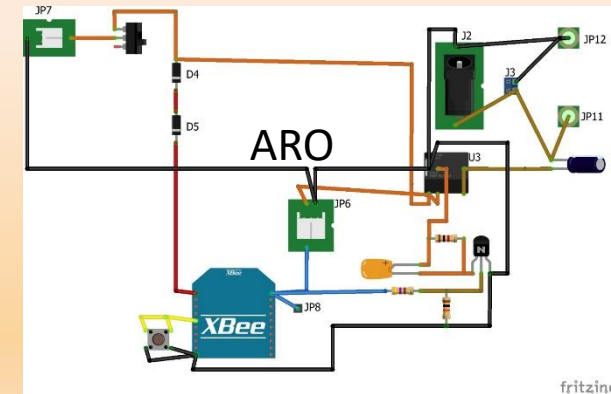 JP7
J2
JP12
D4
J3
D5
JP11
ARO
U3
JP6
N
XBee
JP8
XBee
fritzing